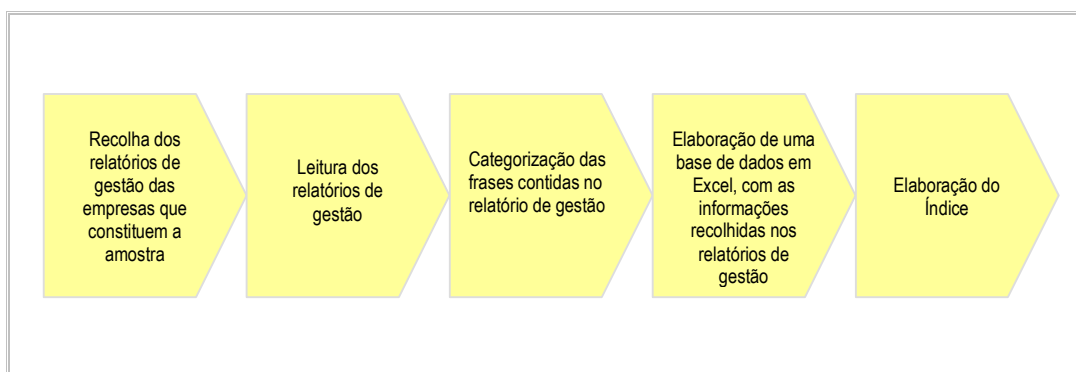 Recolha dos
relatórios de
gestão das
empresas que
constituem a
amostra
Leitura dos
relatórios de
gestão
Categorização das
frases contidas no
relatório de gestão
Elaboração de uma
base de dados em
Excel, com as
informações
recolhidas nos
relatórios de
gestão
Elaboração do
Índice